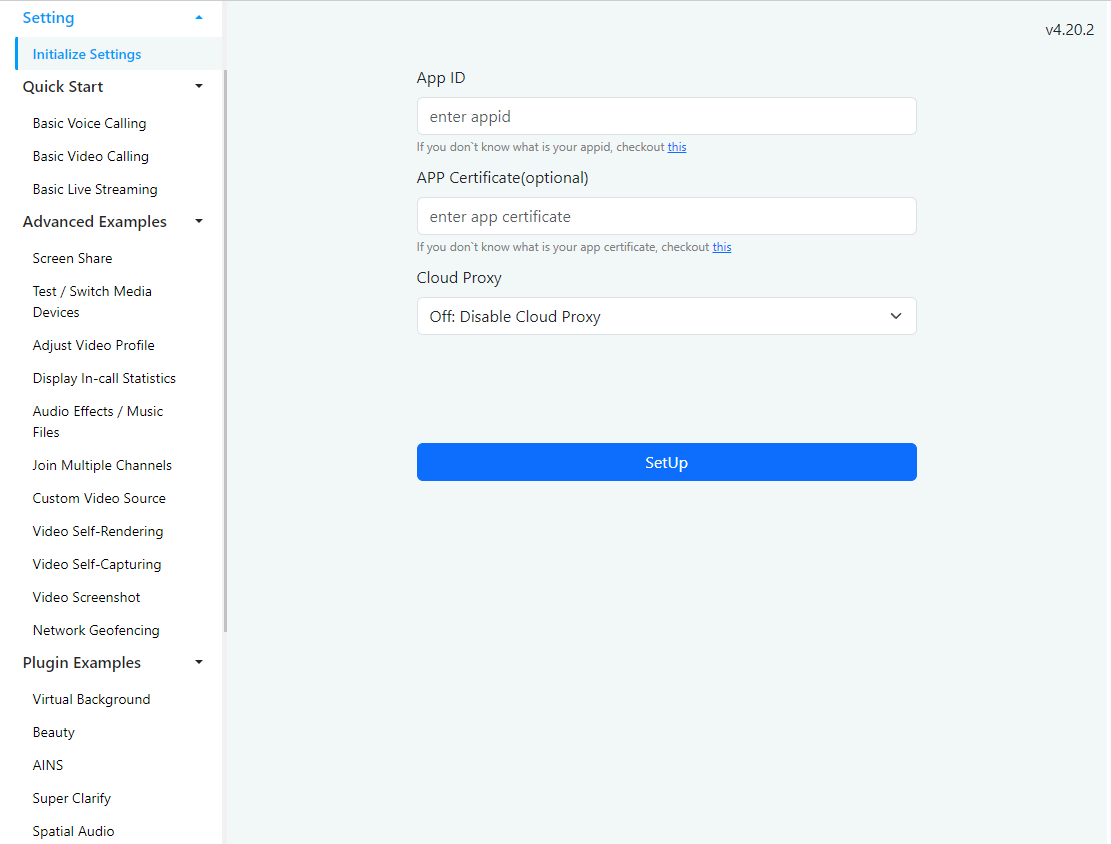 Setting
Initialize Settings
Quick Start
Basic Voice Calling
Basic Video Calling
Basic Live Streaming
Advanced Examples
Screen Share
Test / Switch Media
Devices
Adjust Video Profile
Display In-call Statistics
Audio Effects / Music
Files
Join Multiple Channels
Custom Video Source
Video Self-Rendering
Video Self-Capturing
Video Screenshot
Network Geofencing
Plugin Examples
Virtual Background
Beauty
AINS
Super Clarify
Spatial Audio
v4.20.2
App ID
enter appid
If you don`t know what is your appid, checkout this
APP Certificate(optional)
enter app certificate
If you don`t know what is your app certificate, checkout this
Cloud Proxy
Off: Disable Cloud Proxy
SetUp